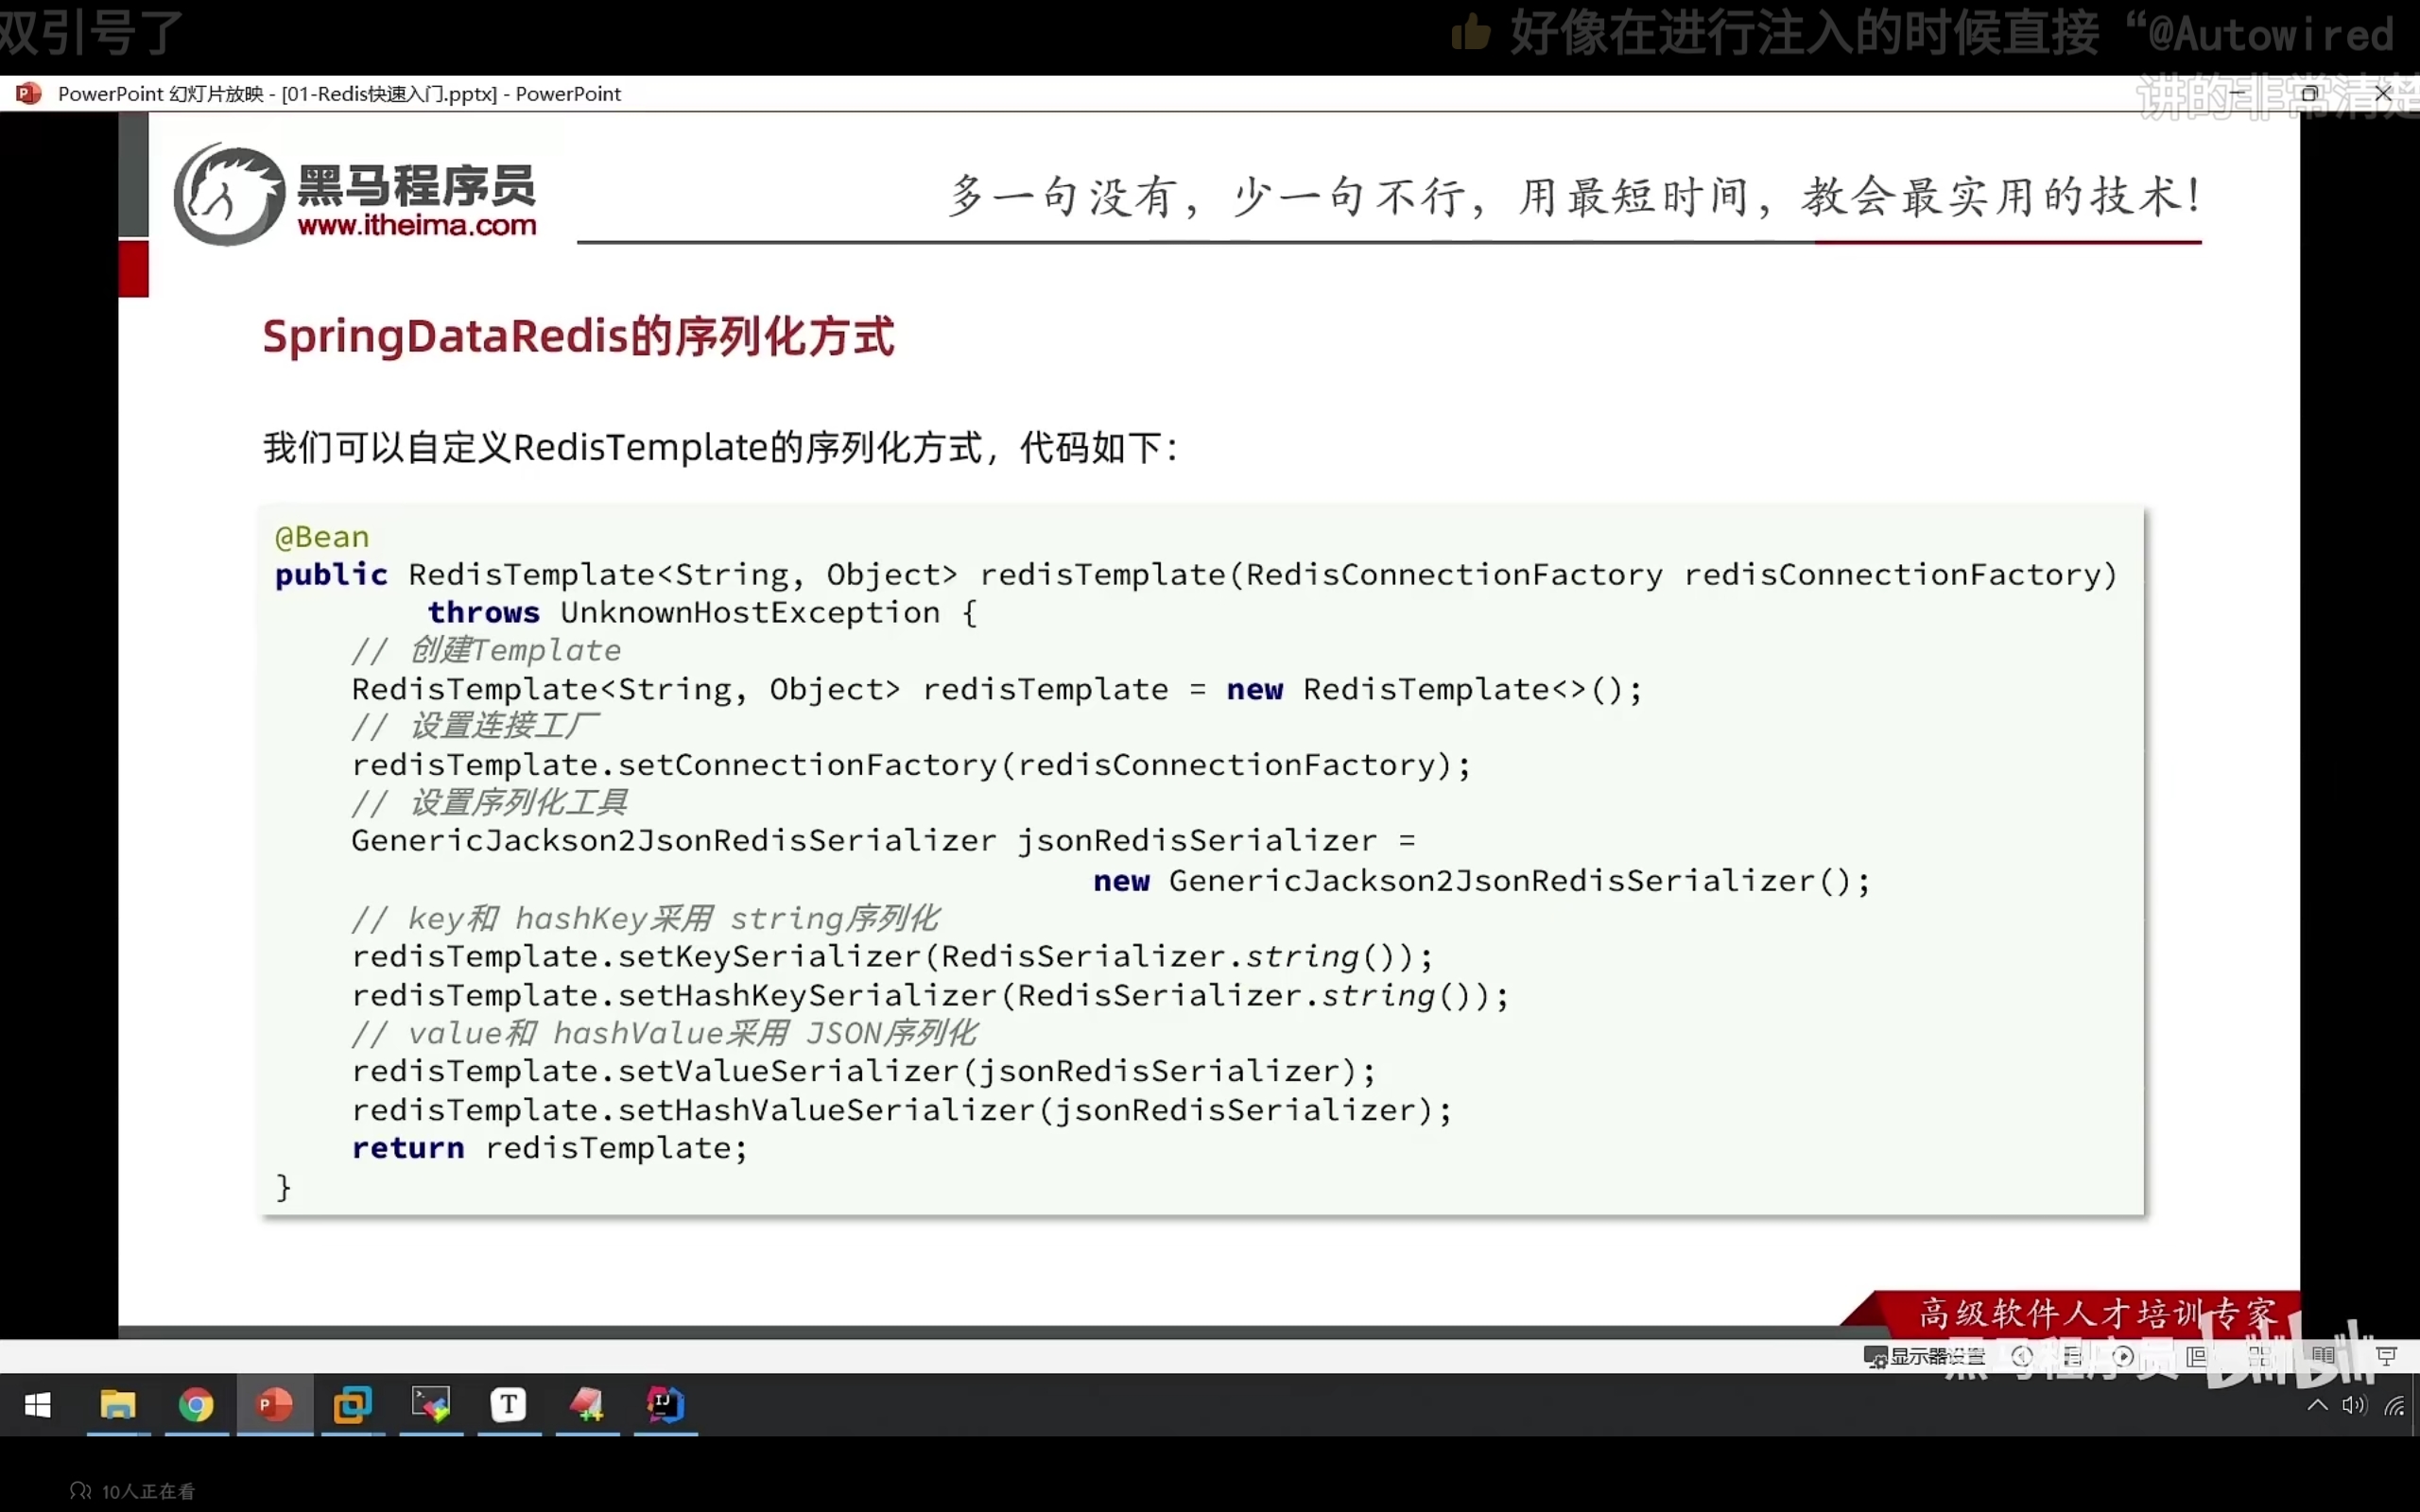 双引号了
👍 好像在进行注入的时候直接 “@Autowired
讲的非常清楚
PowerPoint 幻灯片放映 - [01-Redis快速入门.pptx] - PowerPoint
黑马程序员
www.itheima.com
多一句没有，少一句不行，用最短时间，教会最实用的技术！
SpringDataRedis的序列化方式
我们可以自定义RedisTemplate的序列化方式，代码如下：
@Bean
public RedisTemplate<String, Object> redisTemplate(RedisConnectionFactory redisConnectionFactory)
        throws UnknownHostException {
    // 创建Template
    RedisTemplate<String, Object> redisTemplate = new RedisTemplate<>();
    // 设置连接工厂
    redisTemplate.setConnectionFactory(redisConnectionFactory);
    // 设置序列化工具
    GenericJackson2JsonRedisSerializer jsonRedisSerializer =
                                           new GenericJackson2JsonRedisSerializer();
    // key和 hashKey采用 string序列化
    redisTemplate.setKeySerializer(RedisSerializer.string());
    redisTemplate.setHashKeySerializer(RedisSerializer.string());
    // value和 hashValue采用 JSON序列化
    redisTemplate.setValueSerializer(jsonRedisSerializer);
    redisTemplate.setHashValueSerializer(jsonRedisSerializer);
    return redisTemplate;
}
高级软件人才培训专家
黑马程序员 bilibili
显示器设置
10人正在看